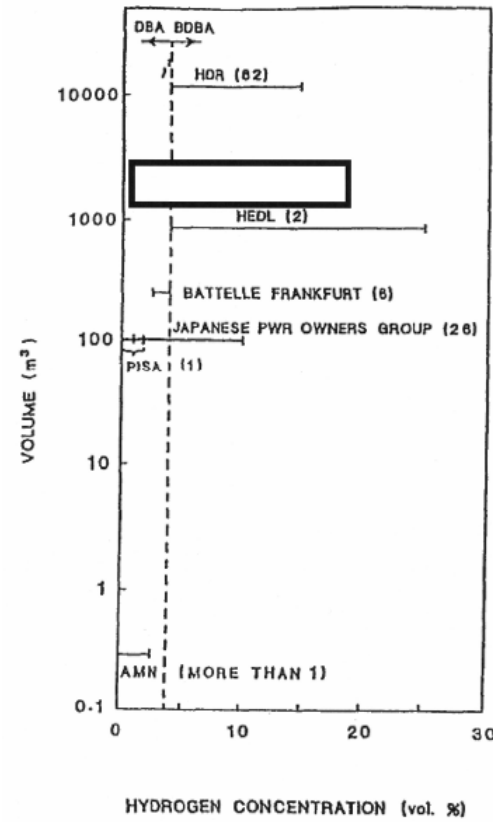 DBA BDBA
HDR (62)
10000
1000
HEDL (2)
BATTELLE FRANKFURT (6)
JAPANESE PWR OWNERS GROUP (26)
100
PISA (1)
VOLUME (m³)
10
1
AMN (MORE THAN 1)
0.1
0 10 20 30
HYDROGEN CONCENTRATION (vol. %)